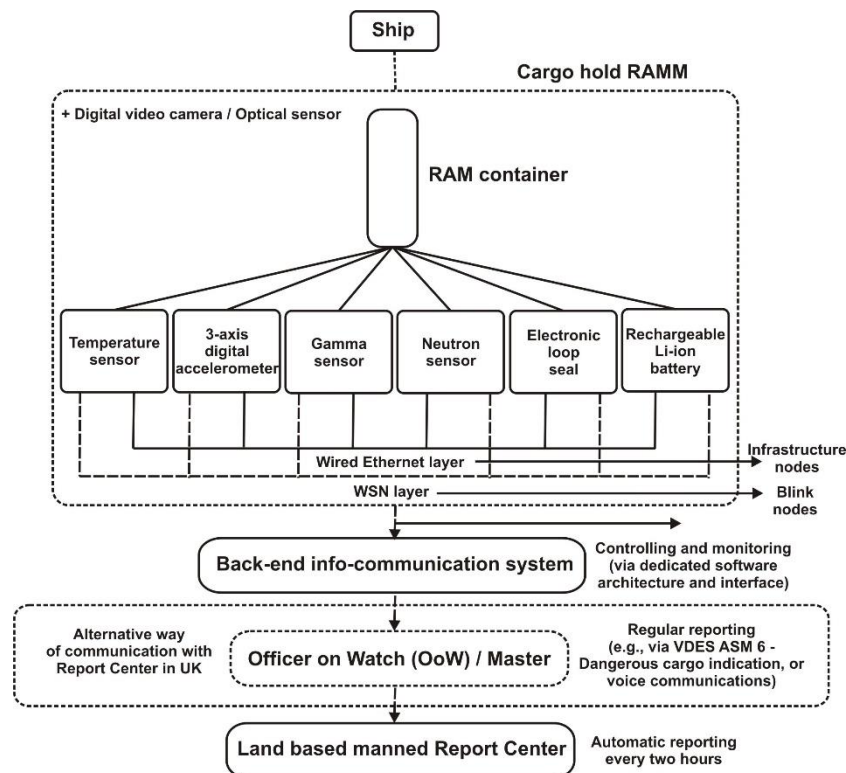 Ship
Cargo hold RAMM
+ Digital video camera / Optical sensor
RAM container
Temperature
sensor
3-axis
digital
accelerometer
Gamma
sensor
Neutron
sensor
Electronic
loop
seal
Rechargeable
Li-ion
battery
Wired Ethernet layer
Infrastructure
nodes
WSN layer
Blink
nodes
Back-end info-communication system
Controlling and monitoring
(via dedicated software
architecture and interface)
Alternative way
of communication with
Report Center in UK
Officer on Watch (OoW) / Master
Regular reporting
(e.g., via VDES ASM 6 -
Dangerous cargo indication, or
voice communications)
Land based manned Report Center
Automatic reporting
every two hours